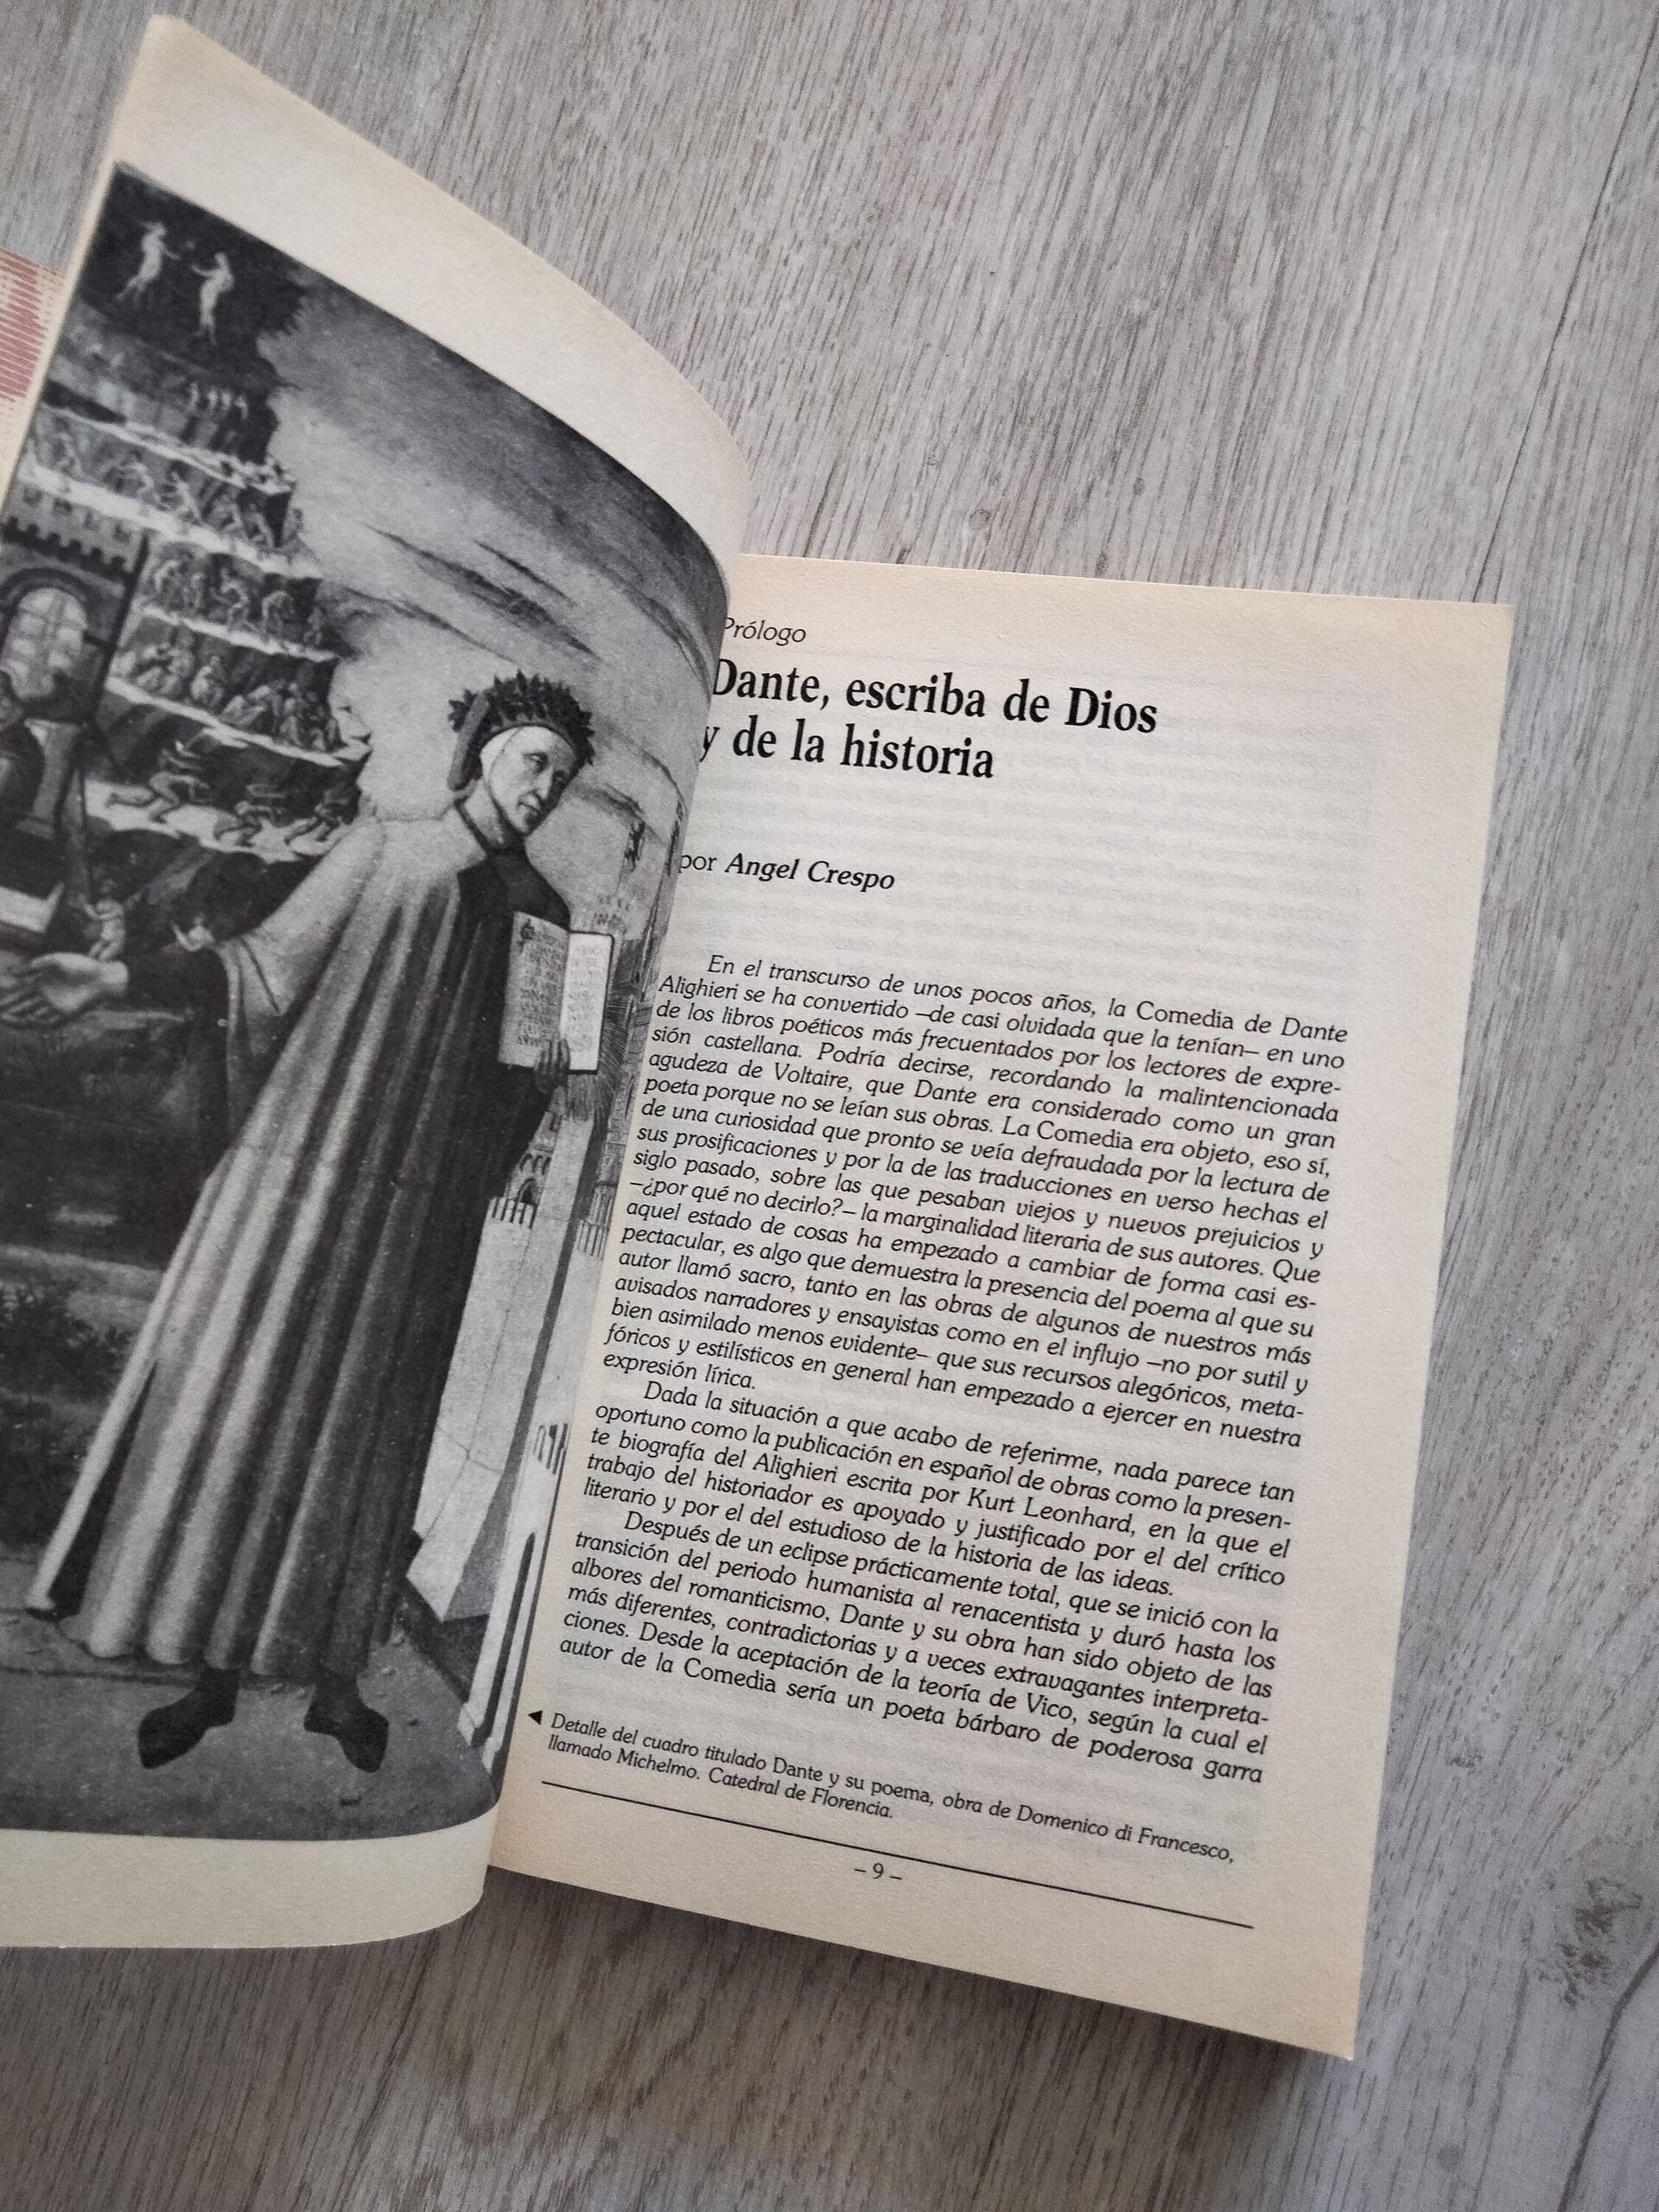 Prólogo
Dante, escriba de Dios
y de la historia
por Angel Crespo
En el transcurso de unos pocos años, la Comedia de Dante
Alighieri se ha convertido –de casi olvidada que la tenían– en uno
de los libros poéticos más frecuentados por los lectores de expre-
sión castellana. Podría decirse, recordando la malintencionada
agudeza de Voltaire, que Dante era considerado como un gran
poeta porque no se leían sus obras. La Comedia era objeto, eso sí,
de una curiosidad que pronto se veía defraudada por la lectura de
sus prosificaciones y por la de las traducciones en verso hechas el
siglo pasado, sobre las que pesaban viejos y nuevos prejuicios y
–¿por qué no decirlo?– la marginalidad literaria de sus autores. Que
aquel estado de cosas ha empezado a cambiar de forma casi es-
pectacular, es algo que demuestra la presencia del poema al que su
autor llamó sacro, tanto en las obras de algunos de nuestros más
avisados narradores y ensayistas como en el influjo –no por sutil y
bien asimilado menos evidente– que sus recursos alegóricos, meta-
fóricos y estilísticos en general han empezado a ejercer en nuestra
expresión lírica.
Dada la situación a que acabo de referirme, nada parece tan
oportuno como la publicación en español de obras como la presen-
te biografía del Alighieri escrita por Kurt Leonhard, en la que el
trabajo del historiador es apoyado y justificado por el del crítico
literario y por el del estudioso de la historia de las ideas.
Después de un eclipse prácticamente total, que se inició con la
transición del periodo humanista al renacentista y duró hasta los
albores del romanticismo, Dante y su obra han sido objeto de las
más diferentes, contradictorias y a veces extravagantes interpreta-
ciones. Desde la aceptación de la teoría de Vico, según la cual el
autor de la Comedia sería un poeta bárbaro de poderosa garra
◄ Detalle del cuadro titulado Dante y su poema, obra de Domenico di Francesco,
llamado Michelmo. Catedral de Florencia.
– 9 –